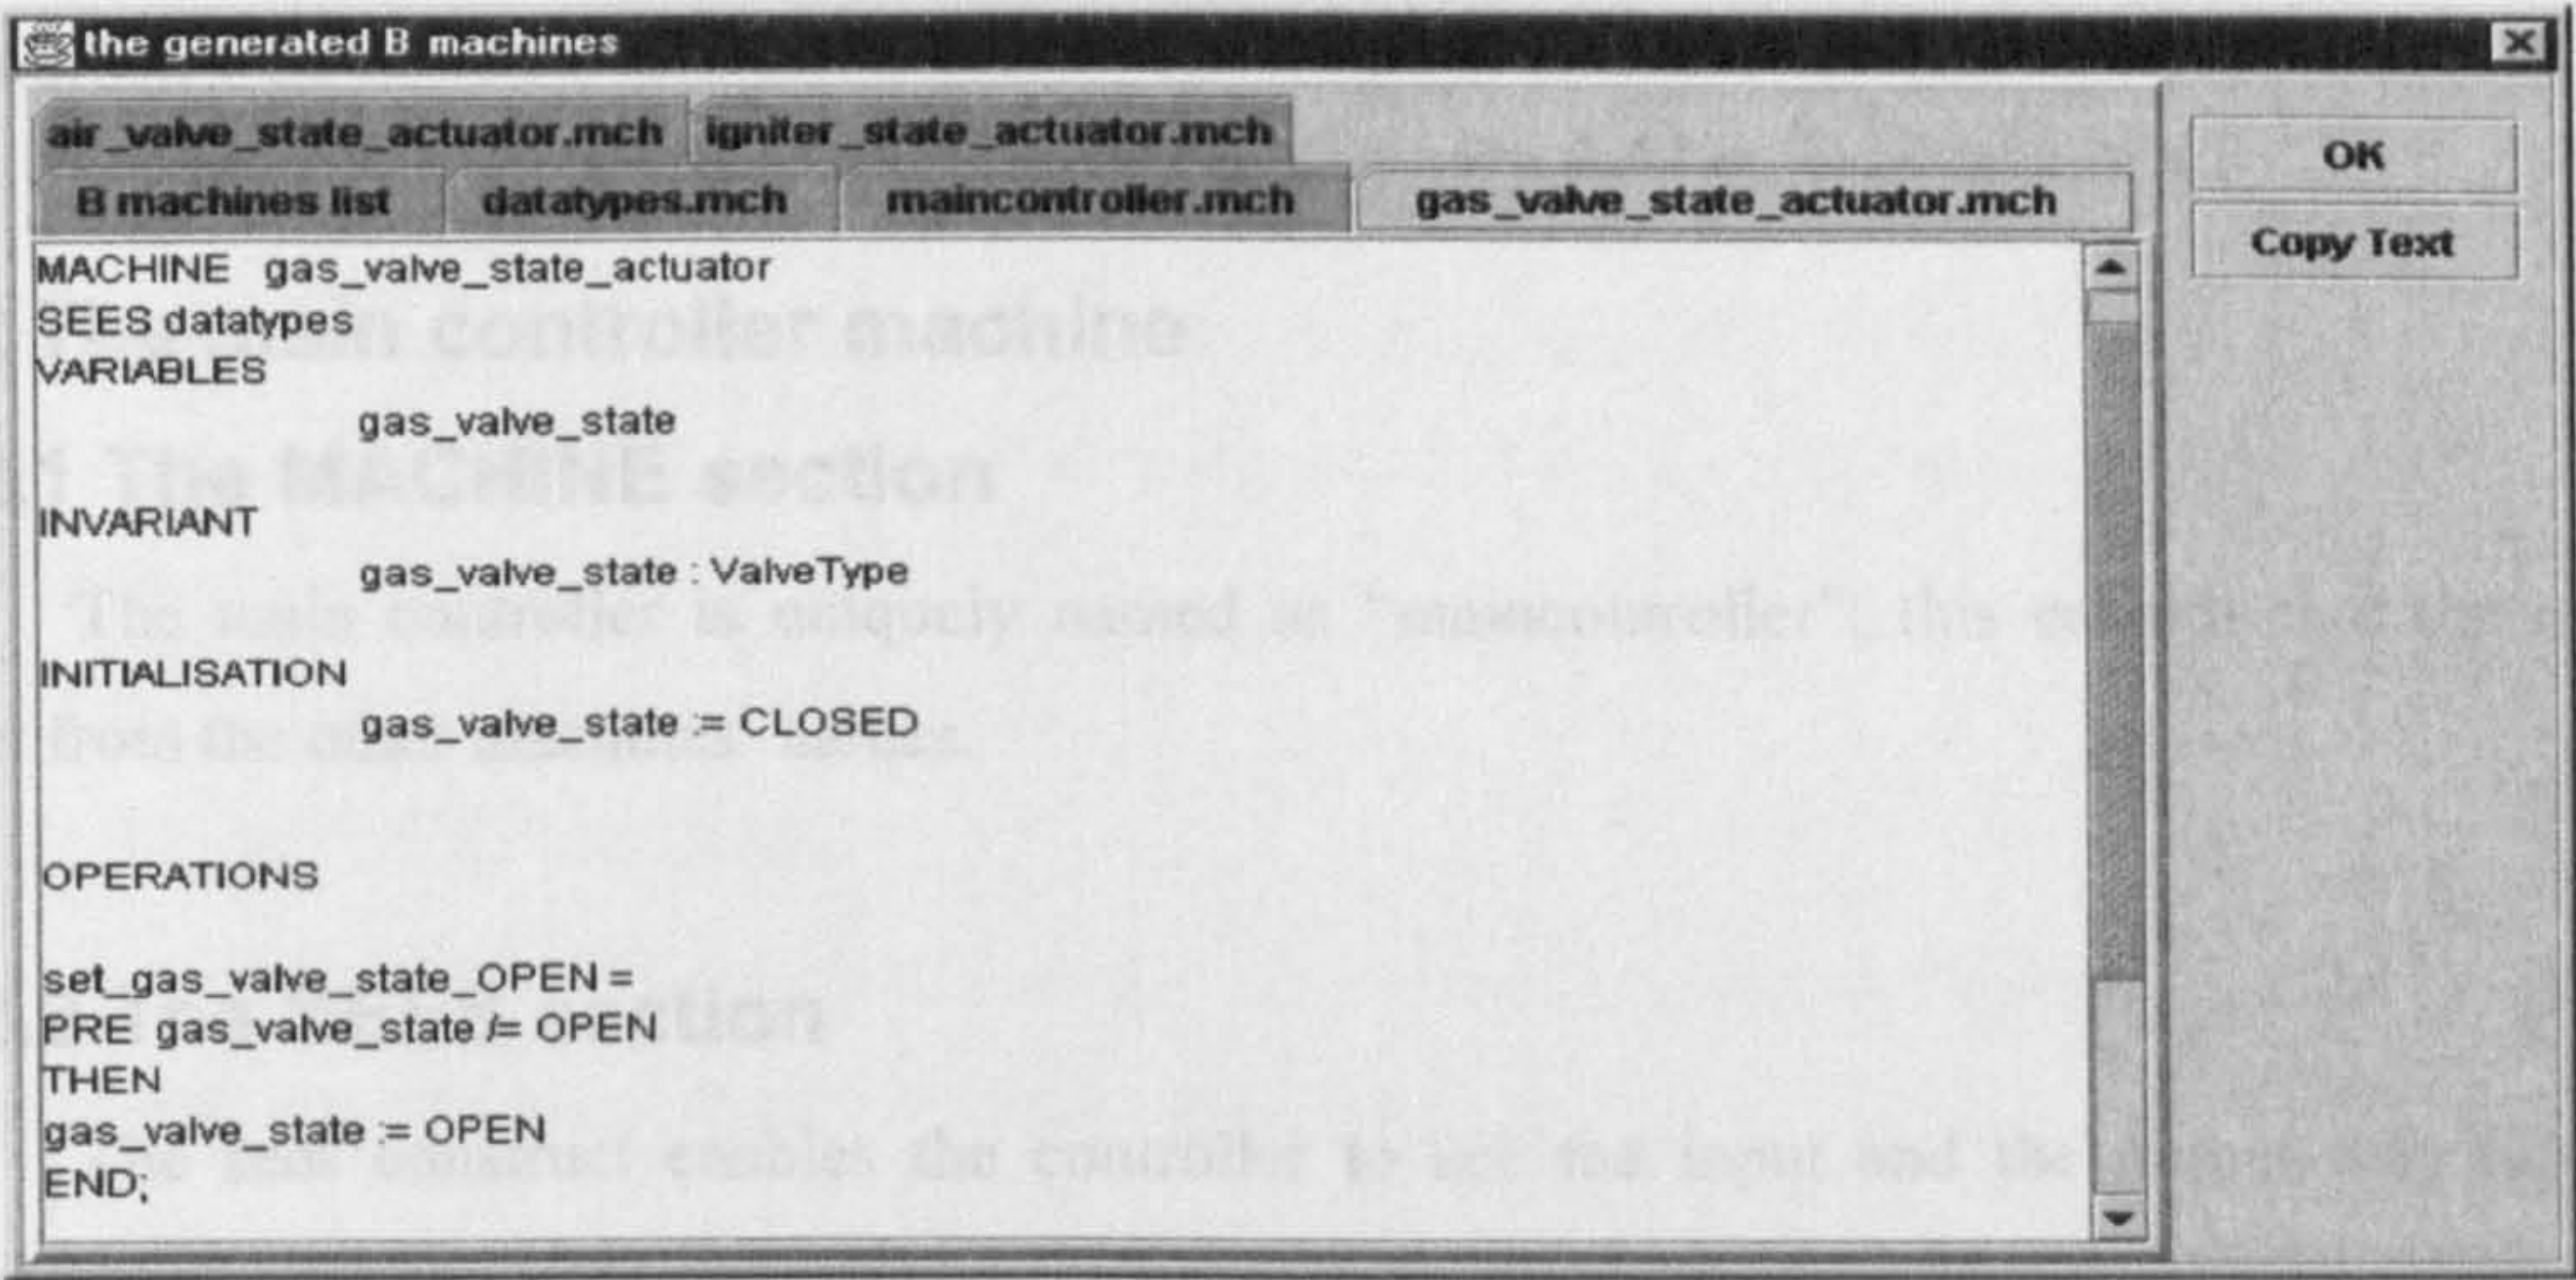 the generated B machines
air_valve_state_actuator.mch igniter_state_actuator.mch
B machines list datatypes.mch maincontroller.mch gas_valve_state_actuator.mch
OK
Copy Text
MACHINE gas_valve_state_actuator
SEES datatypes
VARIABLES
gas_valve_state
INVARIANT
gas_valve_state : ValveType
INITIALISATION
gas_valve_state := CLOSED
OPERATIONS
set_gas_valve_state_OPEN =
PRE gas_valve_state /= OPEN
THEN
gas_valve_state := OPEN
END;